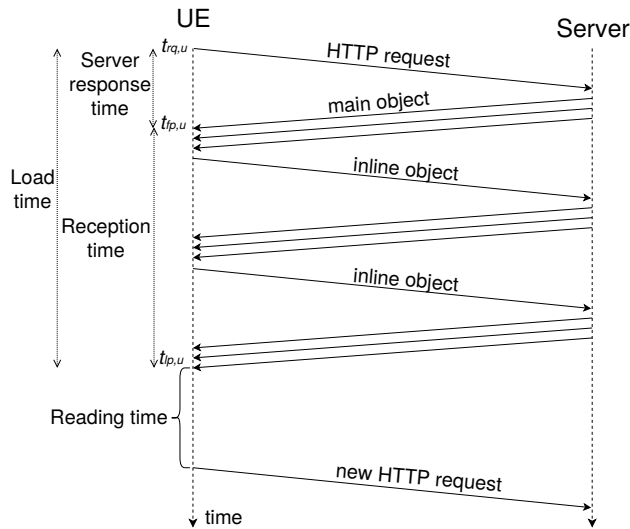 UE
Server
t_rq,u
HTTP request
Server
response
time
main object
t_fp,u
inline object
Load
time
Reception
time
inline object
t_lp,u
Reading time
new HTTP request
time